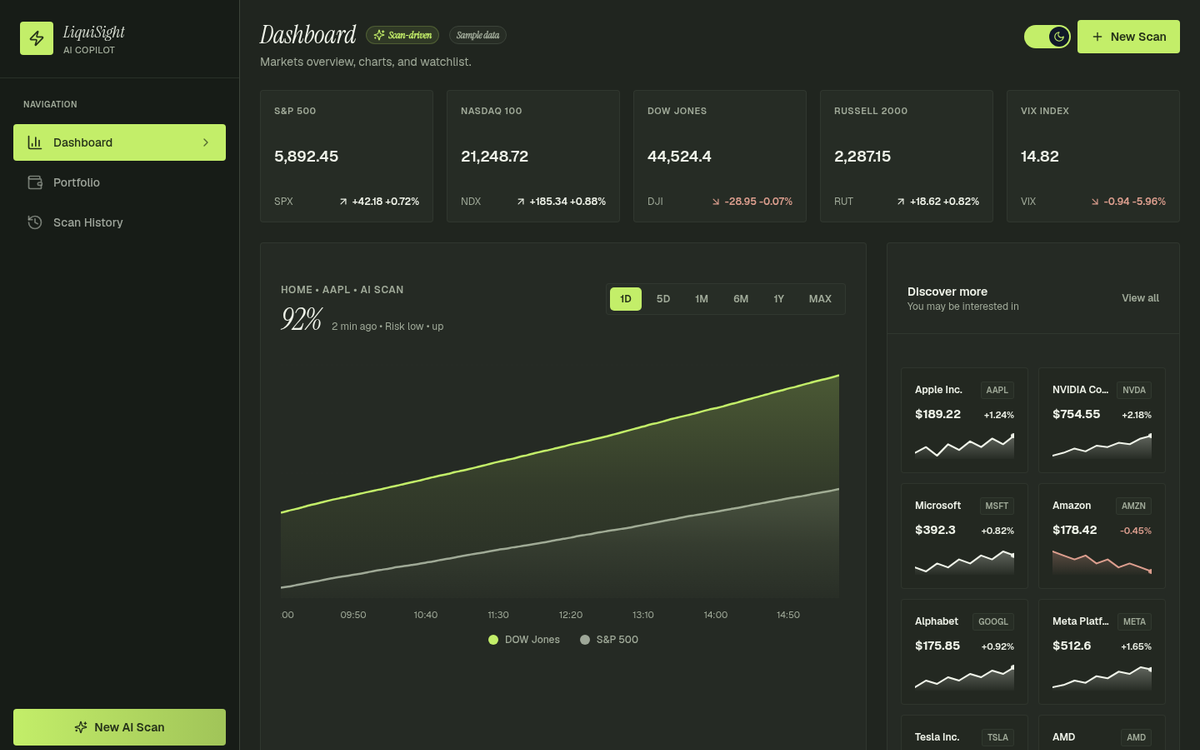 LiquiSight
AI COPILOT
NAVIGATION
Dashboard
Portfolio
Scan History
New AI Scan
Dashboard Scan-driven Sample data
Markets overview, charts, and watchlist.
New Scan
S&P 500
5,892.45
SPX +42.18 +0.72%
NASDAQ 100
21,248.72
NDX +185.34 +0.88%
DOW JONES
44,524.4
DJI -28.95 -0.07%
RUSSELL 2000
2,287.15
RUT +18.62 +0.82%
VIX INDEX
14.82
VIX -0.94 -5.96%
HOME • AAPL • AI SCAN
92% 2 min ago • Risk low • up
1D 5D 1M 6M 1Y MAX
00 09:50 10:40 11:30 12:20 13:10 14:00 14:50
DOW Jones S&P 500
Discover more
You may be interested in
View all
Apple Inc. AAPL
$189.22 +1.24%
NVIDIA Co... NVDA
$754.55 +2.18%
Microsoft MSFT
$392.3 +0.82%
Amazon AMZN
$178.42 -0.45%
Alphabet GOOGL
$175.85 +0.92%
Meta Platf... META
$512.6 +1.65%
Tesla Inc. TSLA
AMD AMD